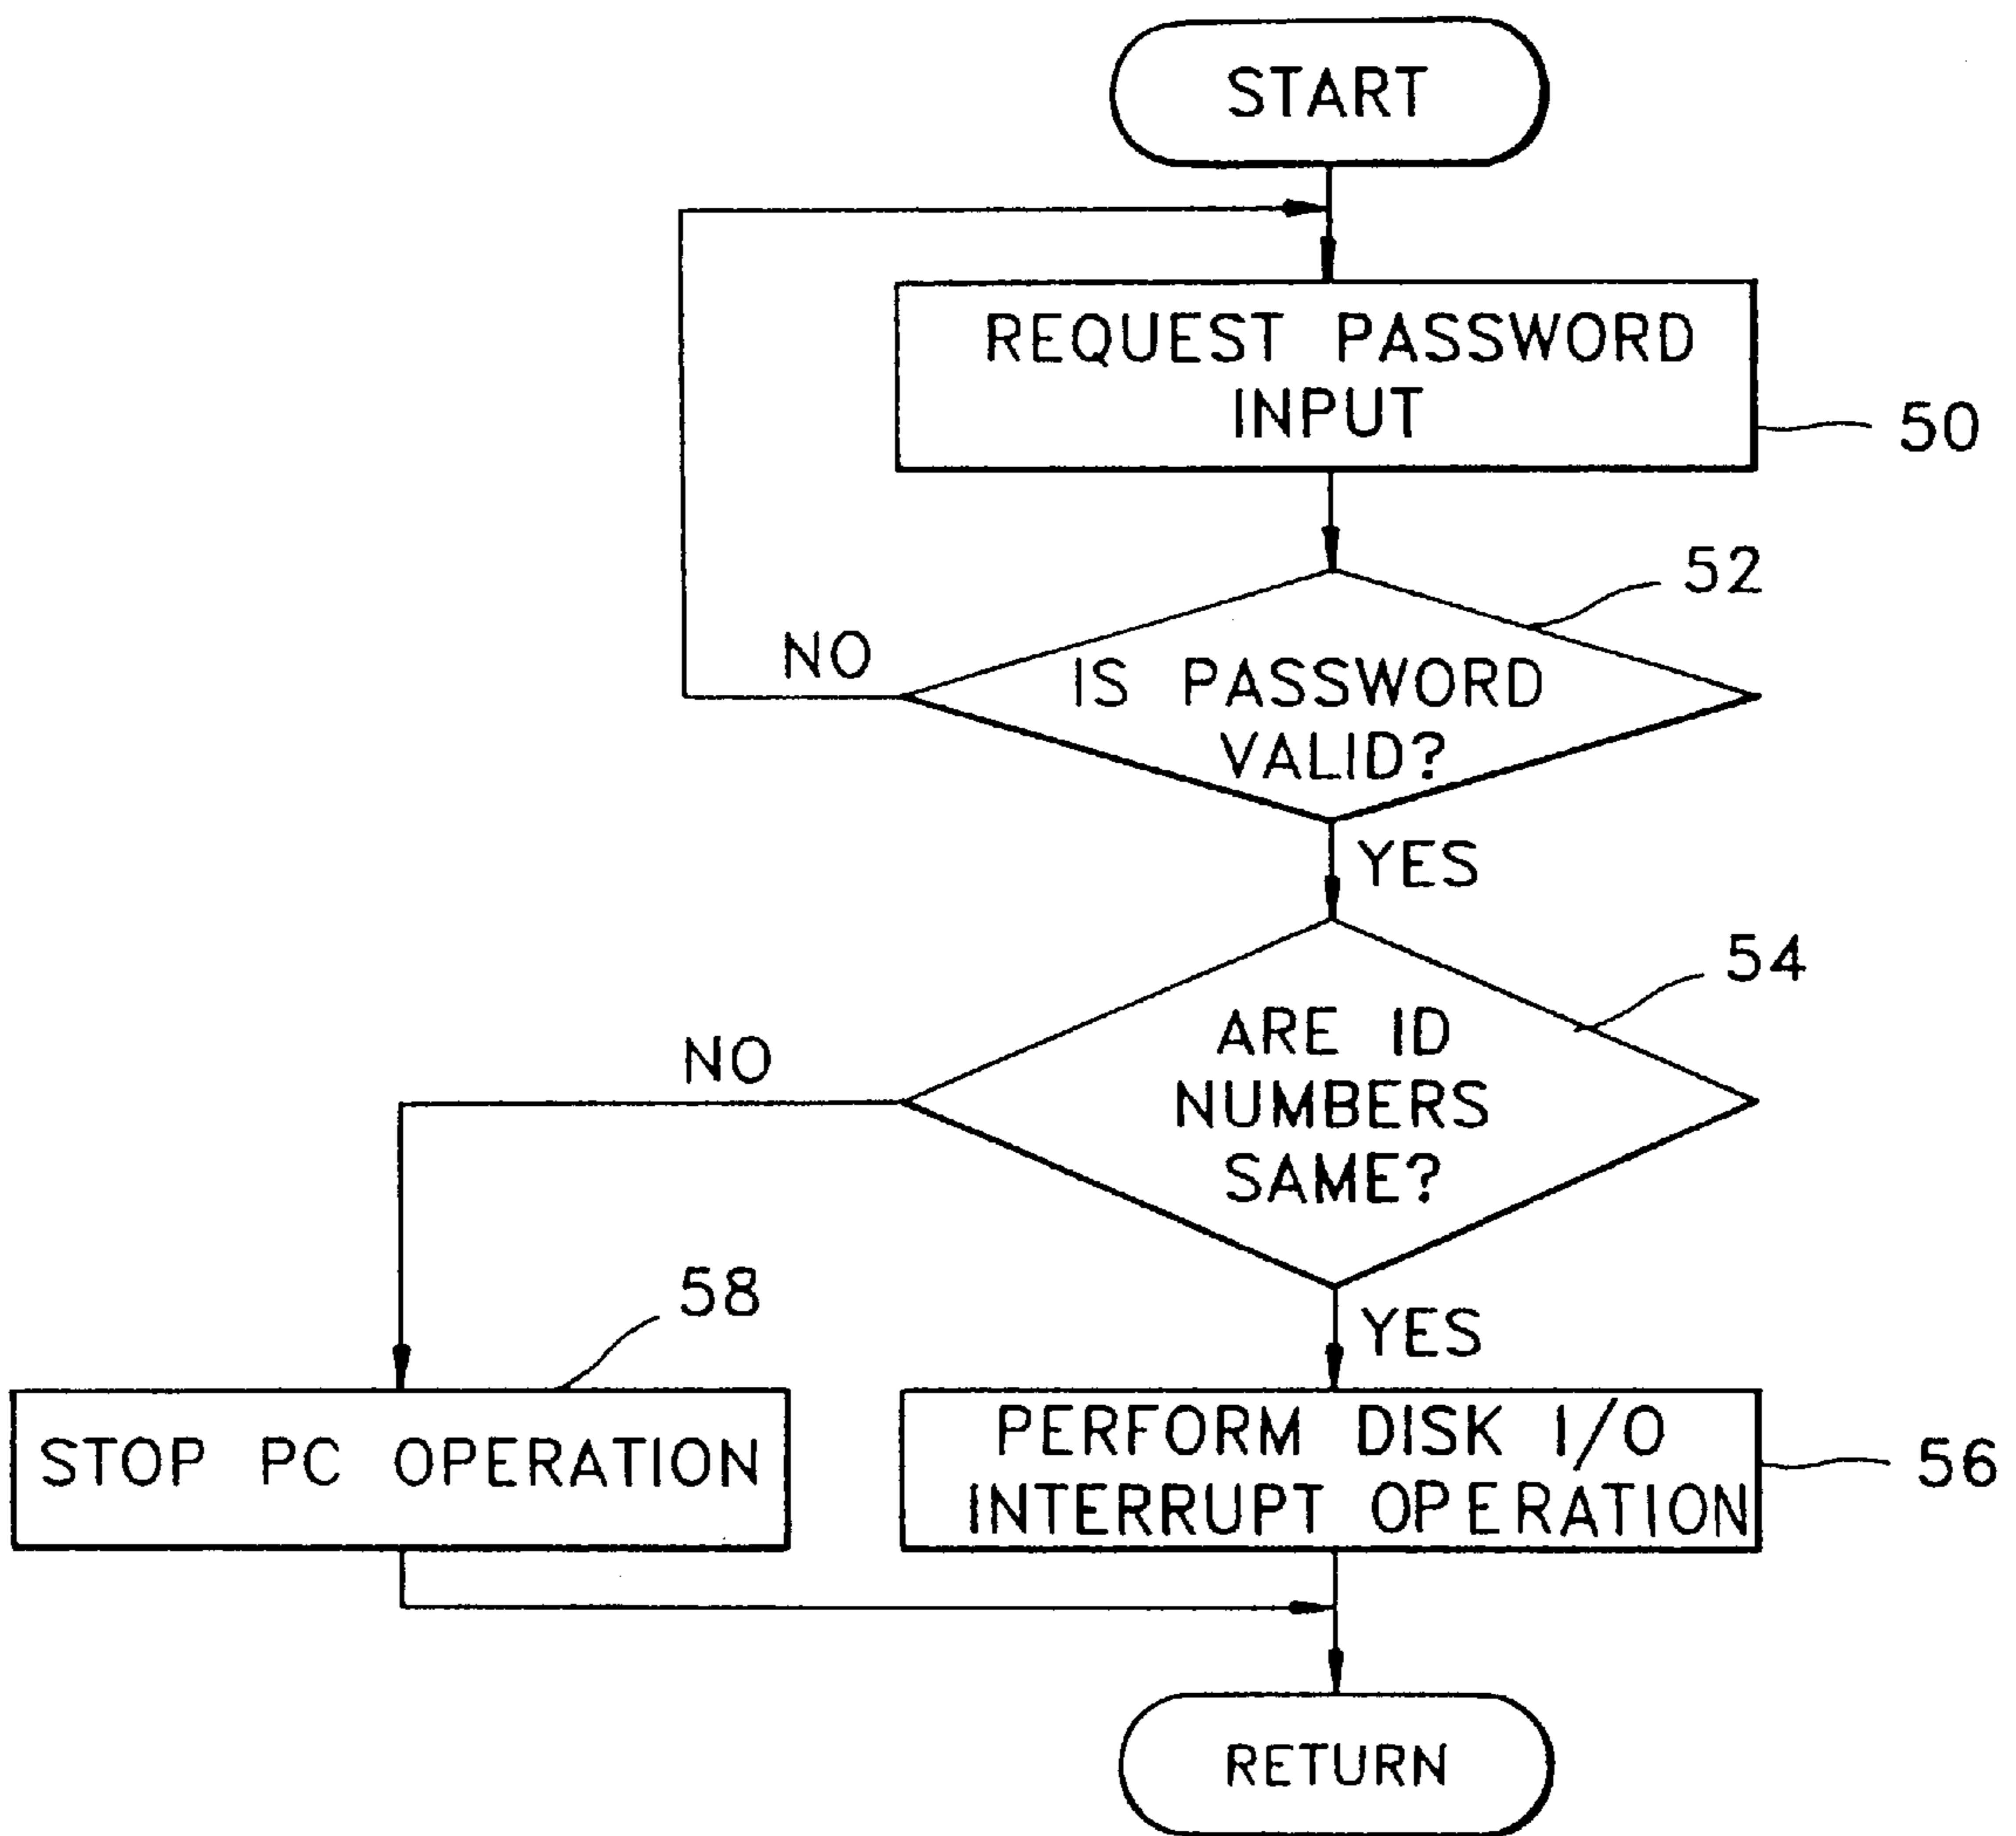 START
REQUEST PASSWORD
INPUT
50
52
NO
IS PASSWORD
VALID?
YES
54
NO
ARE ID
NUMBERS
SAME?
58
YES
STOP PC OPERATION
PERFORM DISK I/O
INTERRUPT OPERATION
56
RETURN